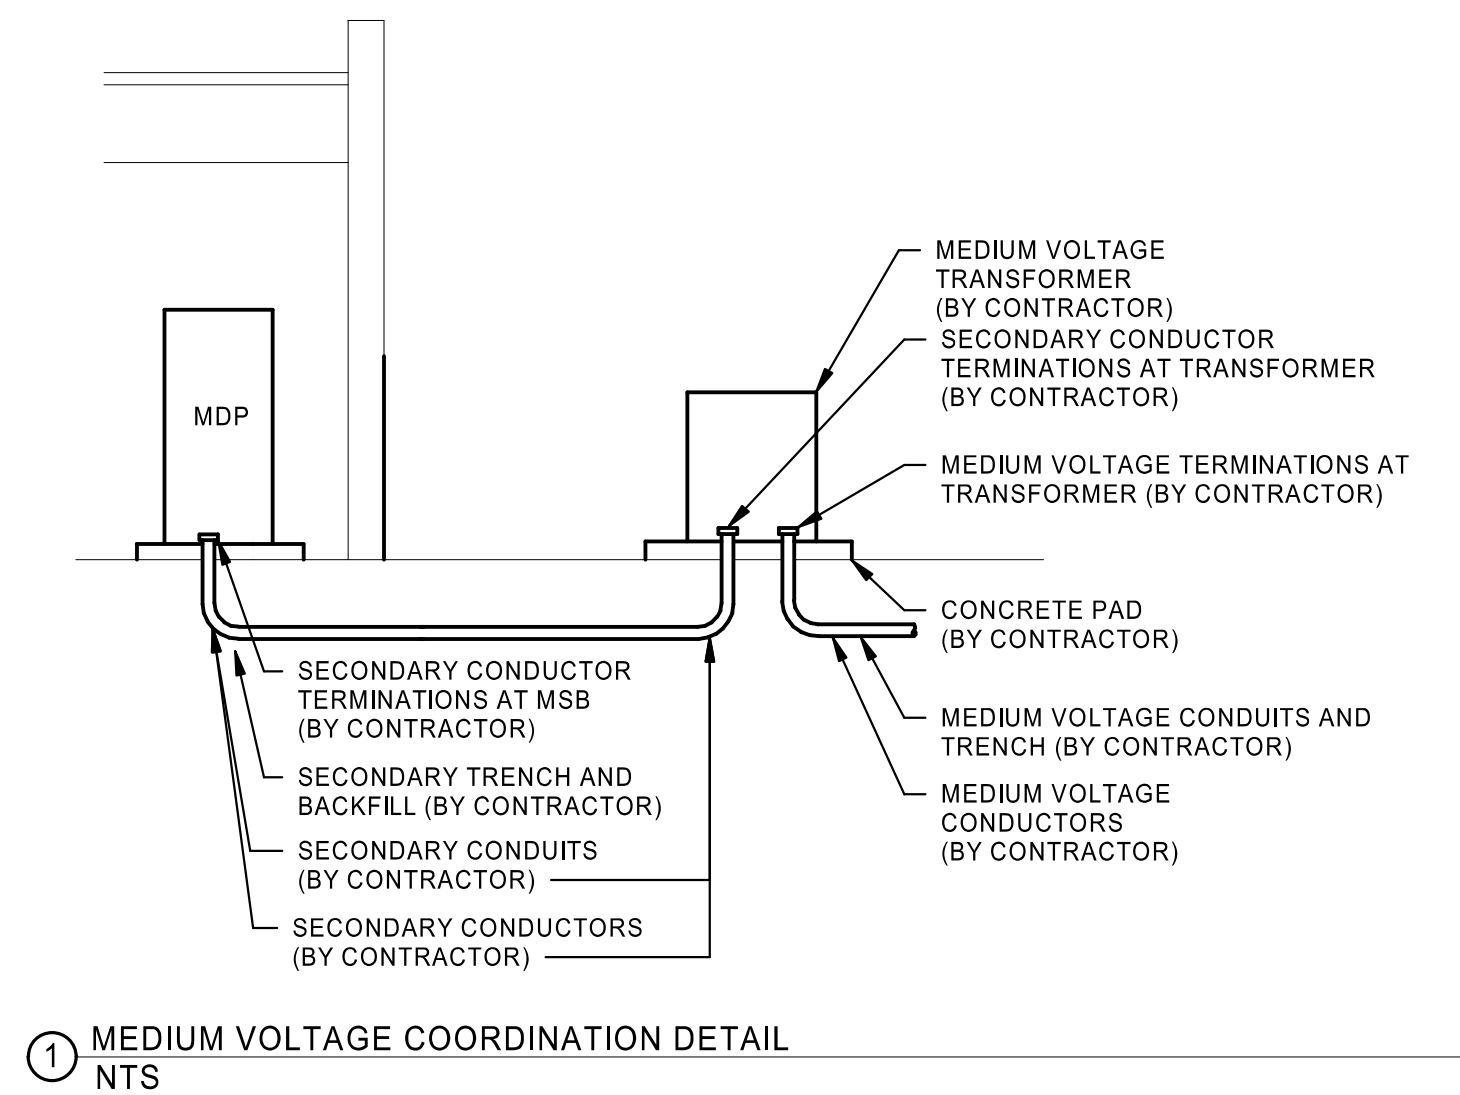 MEDIUM VOLTAGE
TRANSFORMER
(BY CONTRACTOR)
SECONDARY CONDUCTOR
TERMINATIONS AT TRANSFORMER
(BY CONTRACTOR)
MDP
MEDIUM VOLTAGE TERMINATIONS AT
TRANSFORMER (BY CONTRACTOR)
CONCRETE PAD
(BY CONTRACTOR)
SECONDARY CONDUCTOR
TERMINATIONS AT MSB
(BY CONTRACTOR)
MEDIUM VOLTAGE CONDUITS AND
TRENCH (BY CONTRACTOR)
SECONDARY TRENCH AND
BACKFILL (BY CONTRACTOR)
MEDIUM VOLTAGE
CONDUCTORS
(BY CONTRACTOR)
SECONDARY CONDUITS
(BY CONTRACTOR)
SECONDARY CONDUCTORS
(BY CONTRACTOR)
1 MEDIUM VOLTAGE COORDINATION DETAIL
NTS